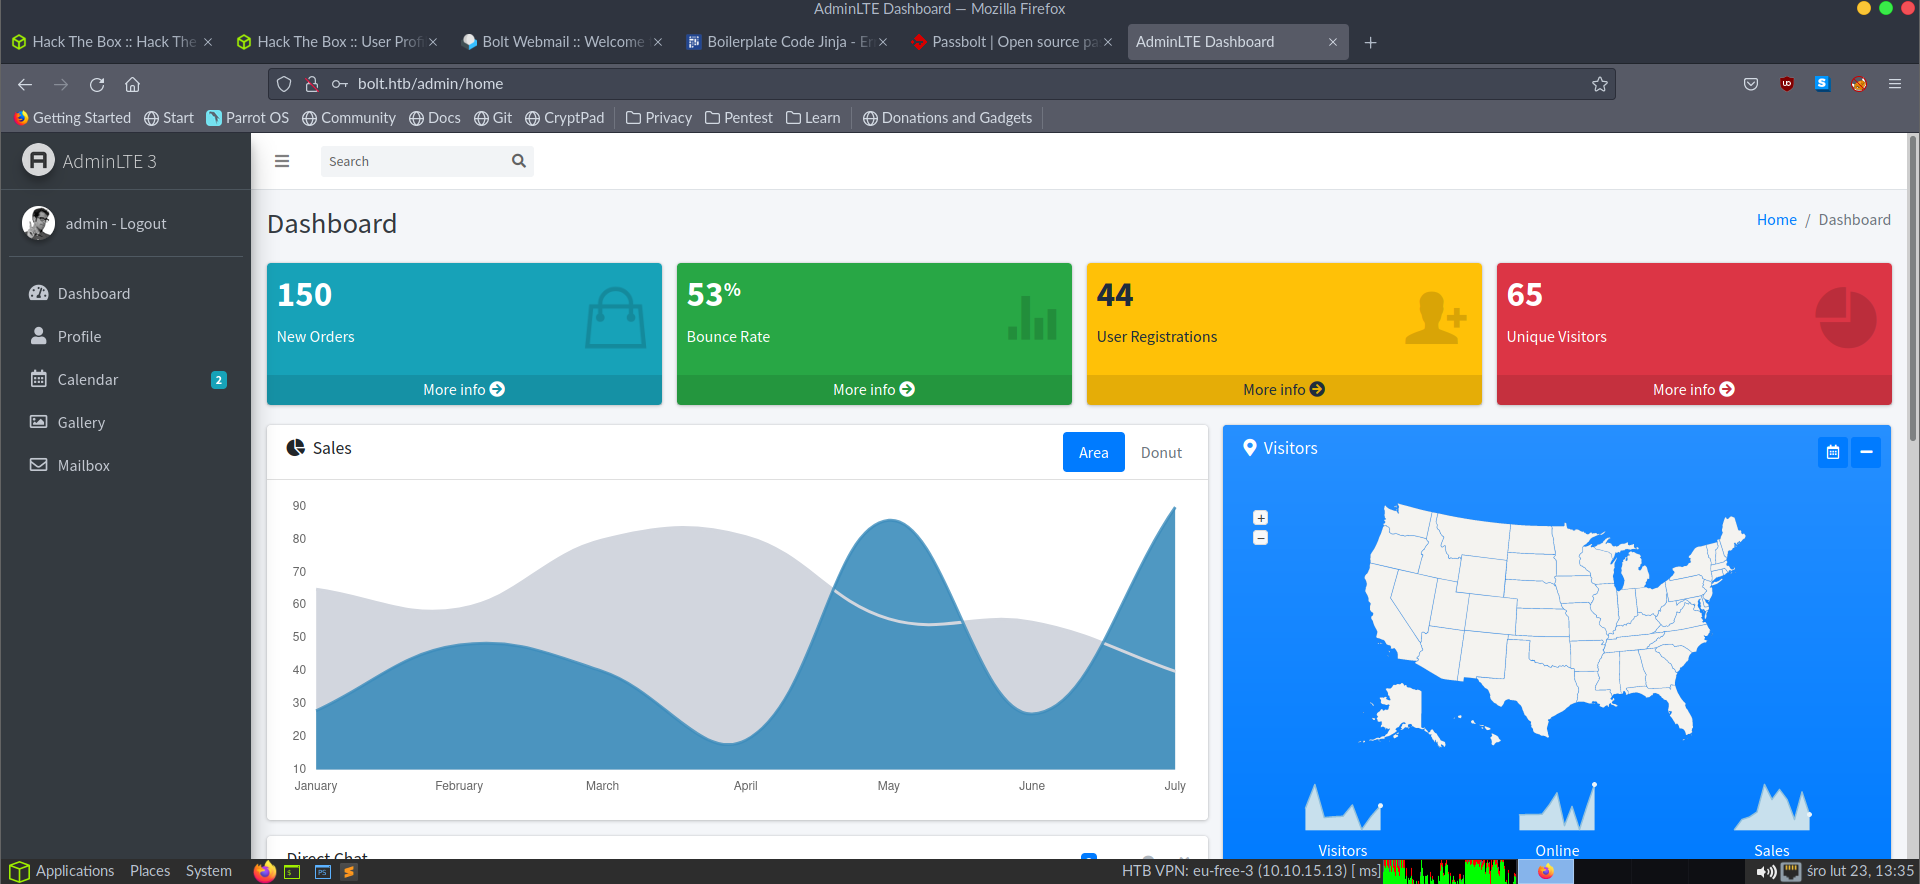 AdminLTE Dashboard — Mozilla Firefox
Hack The Box :: Hack The
Hack The Box :: User Profi
Bolt Webmail :: Welcome
Boilerplate Code Jinja - En
Passbolt | Open source pa
AdminLTE Dashboard
bolt.htb/admin/home
Getting Started
Start
Parrot OS
Community
Docs
Git
CryptPad
Privacy
Pentest
Learn
Donations and Gadgets
AdminLTE 3
Search
admin - Logout
Dashboard
Home / Dashboard
Dashboard
Profile
Calendar 2
Gallery
Mailbox
150
New Orders
More info
53%
Bounce Rate
More info
44
User Registrations
More info
65
Unique Visitors
More info
Sales
Area
Donut
90
80
70
60
50
40
30
20
10
January February March April May June July
Visitors
+
−
Visitors
Online
Sales
Direct Chat
Applications Places System
HTB VPN: eu-free-3 (10.10.15.13) [ ms]
śro lut 23, 13:35